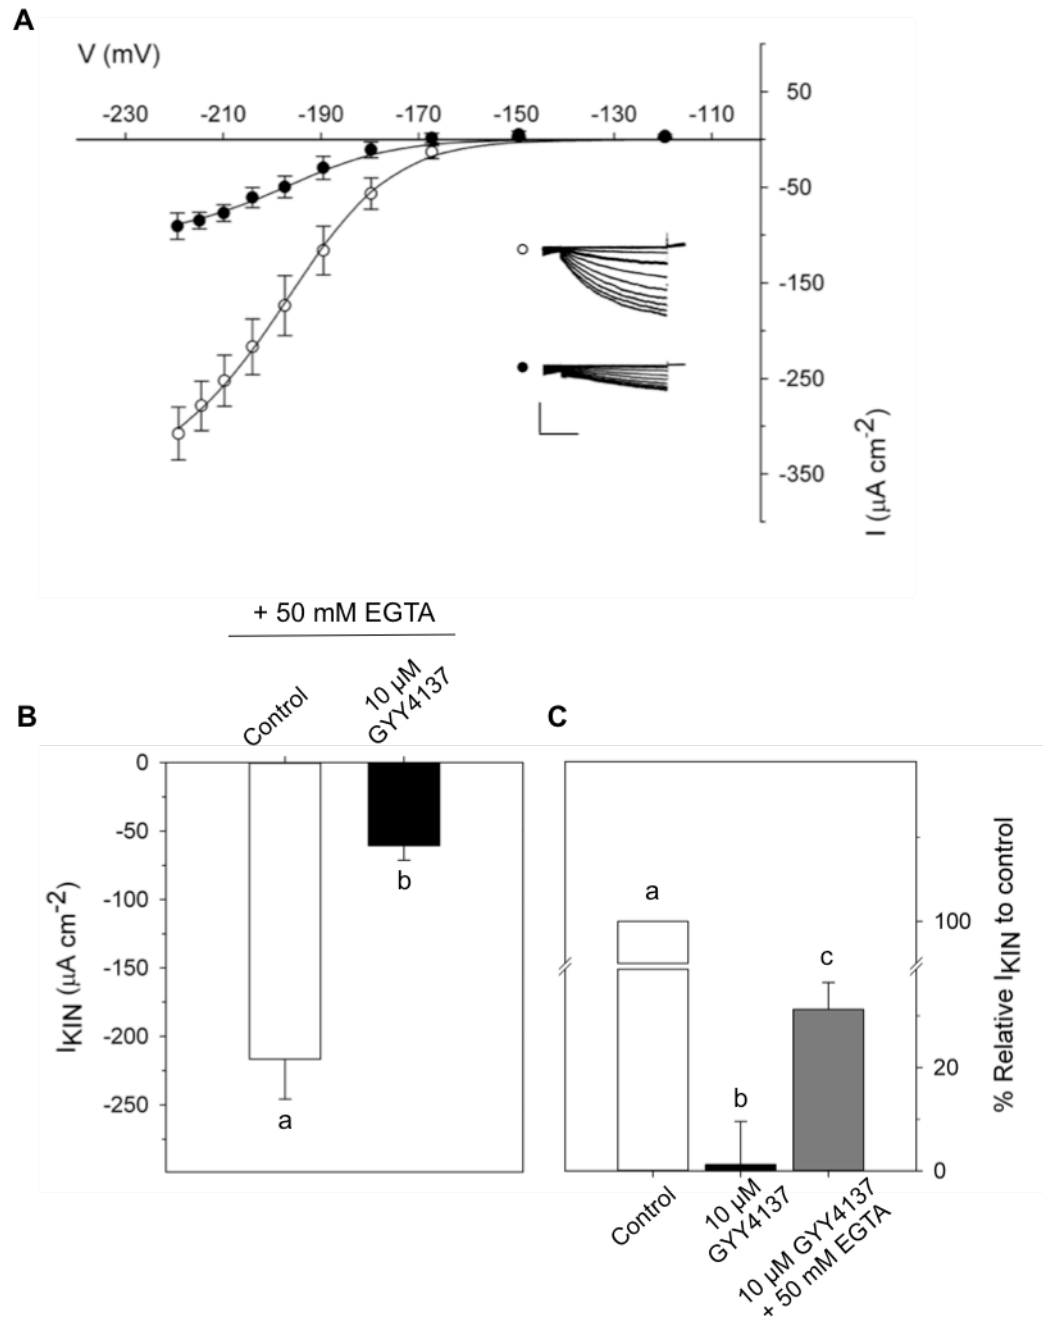 A
V (mV)
-230 -210 -190 -170 -150 -130 -110
50
-50
-150
-250
-350
I (µA cm-2)
+ 50 mM EGTA
B
Control
10 µM
GYY4137
0
-50
-100
-150
-200
-250
IKIN (µA cm-2)
a
b
C
a
b
c
100
20
0
% Relative IKIN to control
Control
10 µM
GYY4137
10 µM GYY4137
+ 50 mM EGTA